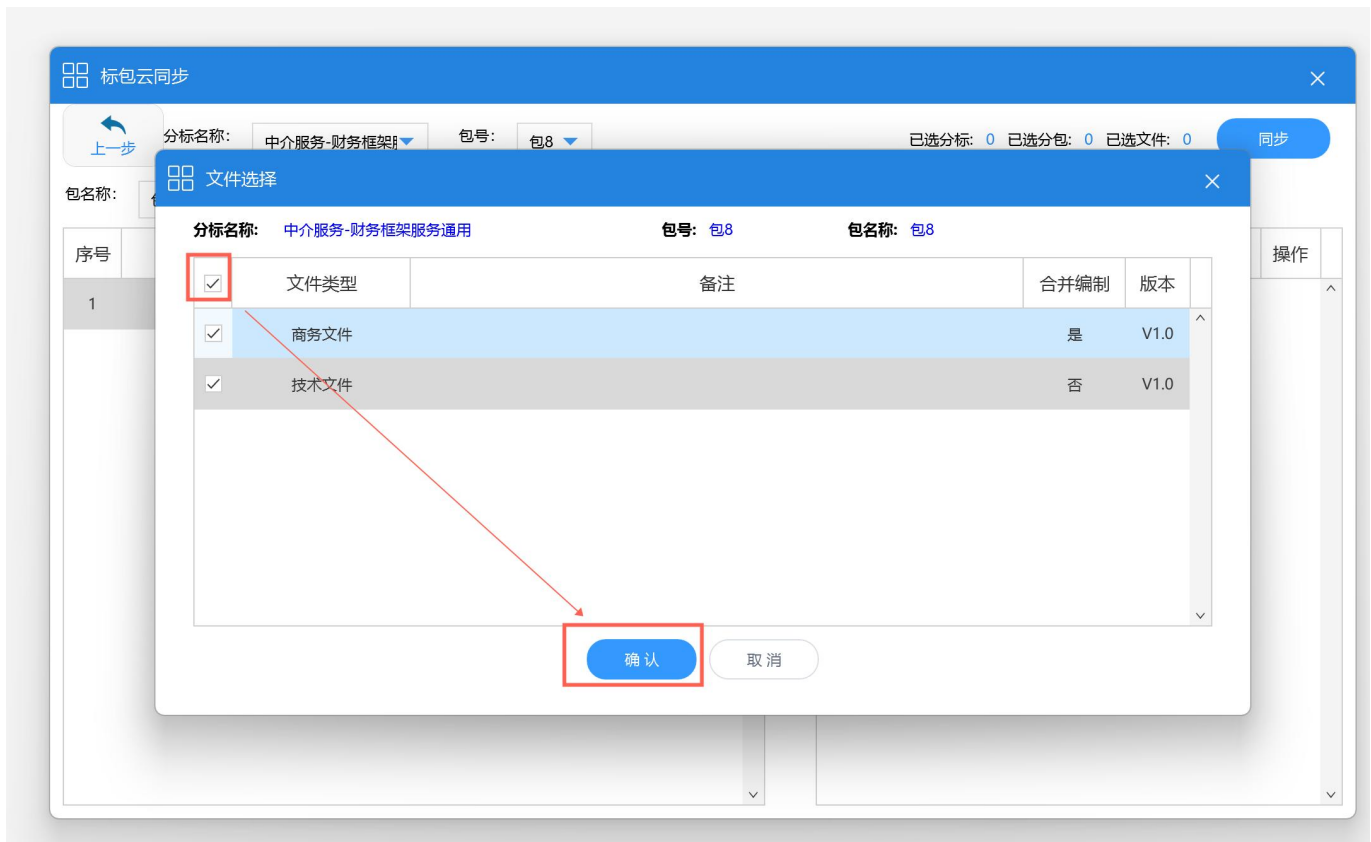 标包云同步
上一步 分标名称: 中介服务-财务框架 包号: 包8 已选分标: 0 已选分包: 0 已选文件: 0 同步
包名称:
文件选择
分标名称: 中介服务-财务框架服务通用 包号: 包8 包名称: 包8
序号 操作
文件类型 备注 合并编制 版本
1
商务文件 是 V1.0
技术文件 否 V1.0
确认 取消